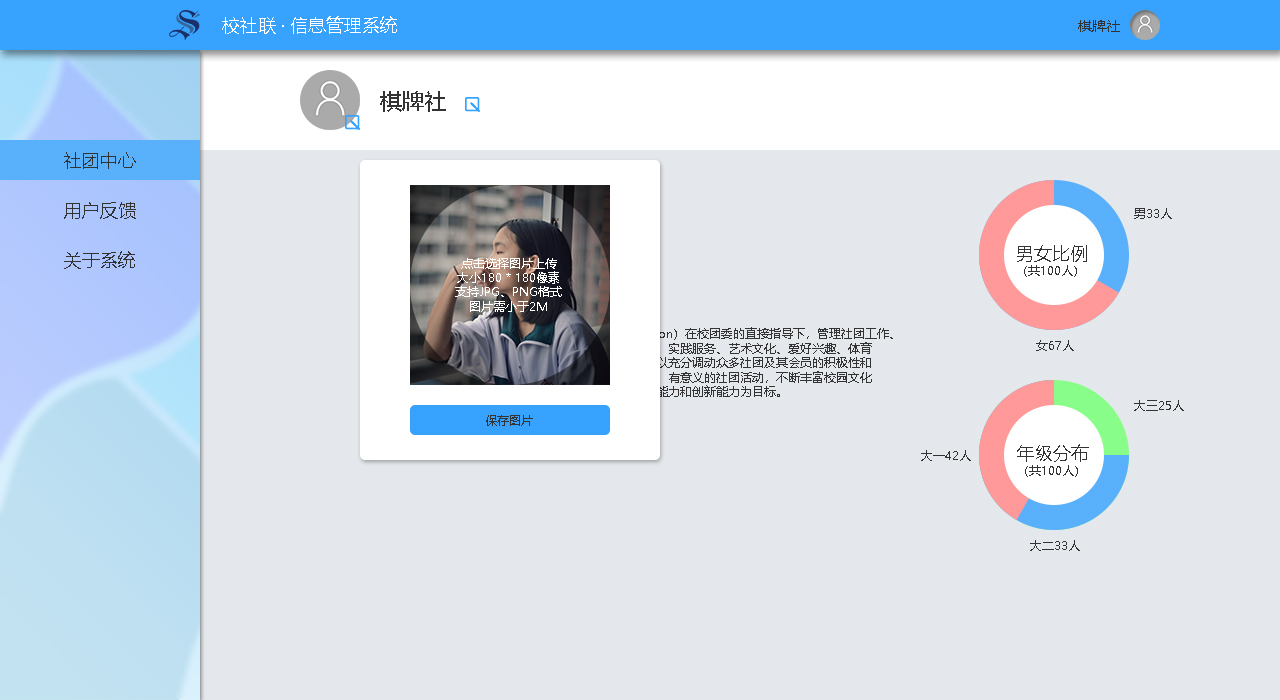 校社联 · 信息管理系统
棋牌社
社团中心
用户反馈
关于系统
棋牌社
点击选择图片上传
大小180 * 180像素
支持JPG、PNG格式
图片需小于2M
保存图片
on）在校团委的直接指导下，管理社团工作、
实践服务、艺术文化、爱好兴趣、体育
以充分调动众多社团及其会员的积极性和
有意义的社团活动，不断丰富校园文化
能力和创新能力为目标。
男33人
男女比例
(共100人)
女67人
大三25人
年级分布
(共100人)
大一42人
大二33人